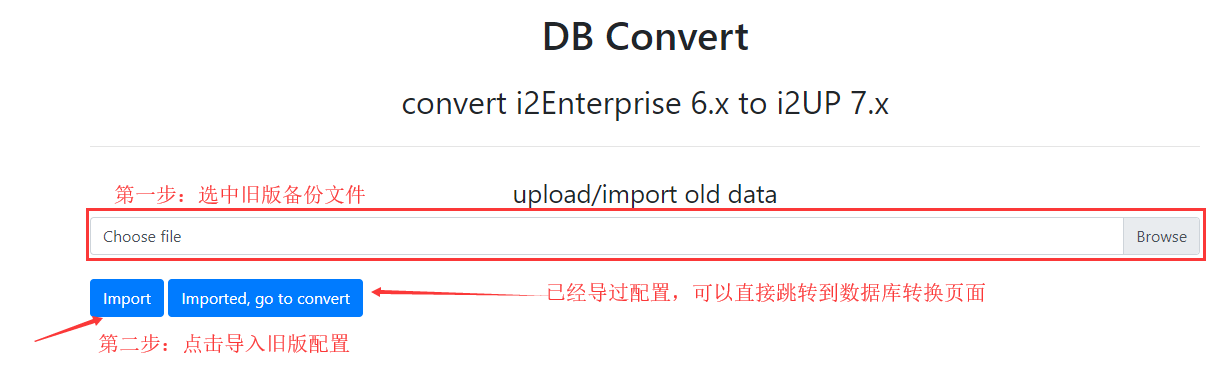 DB Convert
convert i2Enterprise 6.x to i2UP 7.x
第一步：选中旧版备份文件
upload/import old data
Choose file
Browse
Import
Imported, go to convert
已经导过配置，可以直接跳转到数据库转换页面
第二步：点击导入旧版配置